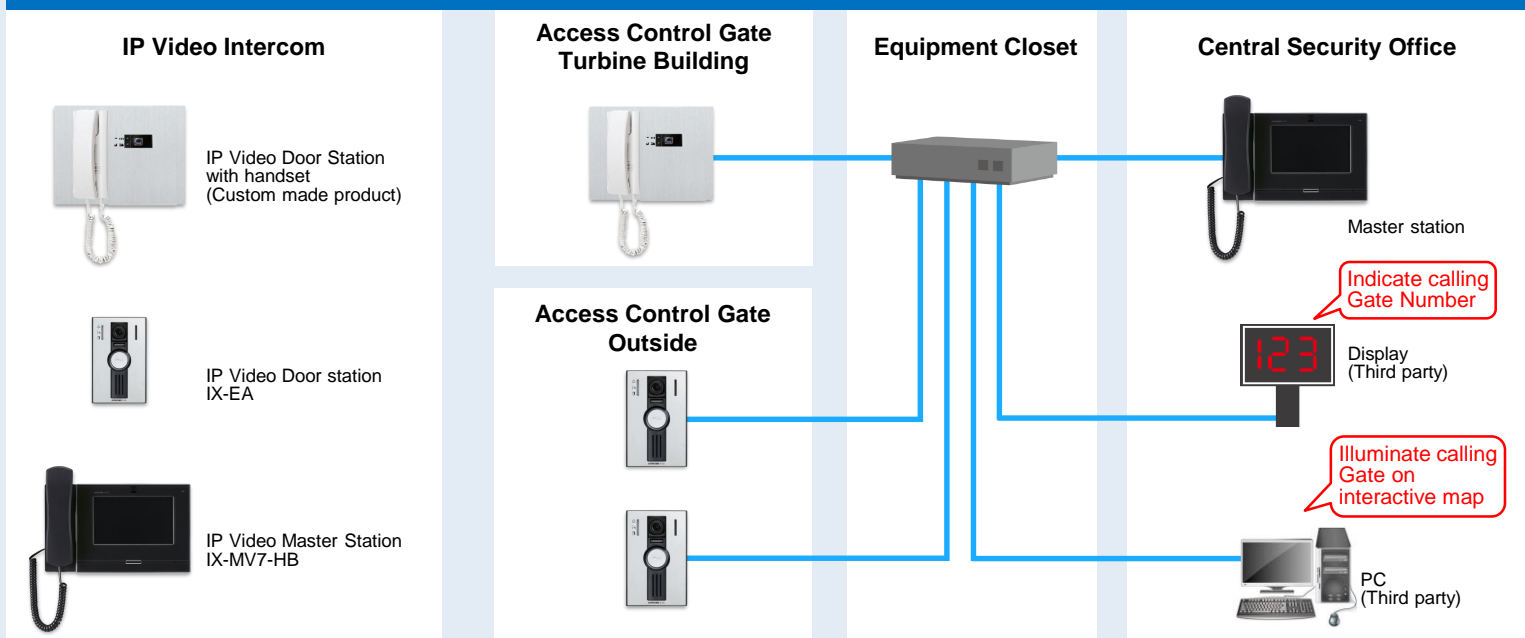 IP Video Intercom
IP Video Door Station
with handset
(Custom made product)
IP Video Door station
IX-EA
IP Video Master Station
IX-MV7-HB
Access Control Gate
Turbine Building
Access Control Gate
Outside
Equipment Closet
Central Security Office
Master station
Indicate calling
Gate Number
123
Display
(Third party)
Illuminate calling
Gate on
interactive map
PC
(Third party)